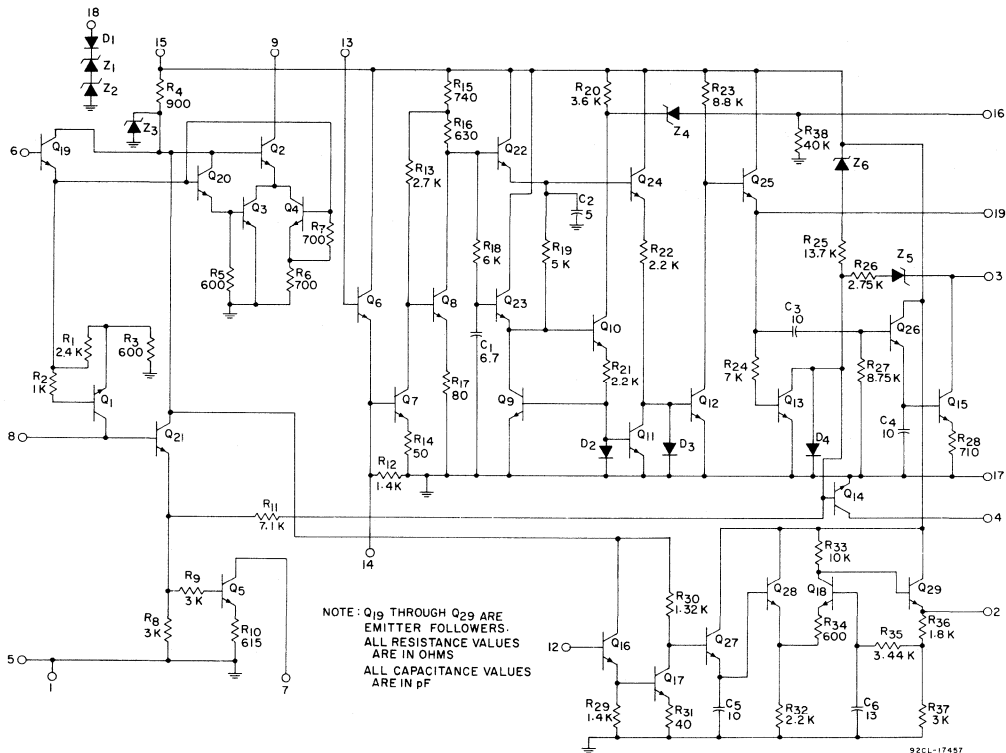 18
D1
Z1
Z2
15
9
13
R4
900
Z3
6
Q19
Q20
Q2
Q3
Q4
R7
700
R5
600
R6
700
R1
2.4 K
R3
600
R2
1K
Q1
8
Q21
R11
7.1 K
R9
3 K
Q5
R8
3 K
R10
615
5
1
7
R15
740
R16
630
R13
2.7 K
Q22
R18
6 K
Q6
Q8
Q23
C1
6.7
R17
80
Q7
R14
50
R12
1.4K
14
Q9
R20
3.6 K
Z4
R23
8.8 K
R38
40 K
16
Z6
Q24
Q25
C2
5
R19
5 K
R22
2.2 K
19
R25
13.7 K
R26
2.75 K
Z5
3
Q10
R21
2.2 K
C3
10
Q26
R24
7 K
R27
8.75K
Q12
Q13
Q11
D2
D3
D4
C4
10
Q15
R28
710
17
Q14
4
NOTE: Q19 THROUGH Q29 ARE
EMITTER FOLLOWERS.
ALL RESISTANCE VALUES
ARE IN OHMS
ALL CAPACITANCE VALUES
ARE IN pF
12
Q16
R30
1.32K
Q17
R29
1.4K
R31
40
Q27
C5
10
Q28
R32
2.2 K
Q18
R33
10 K
R34
600
R35
3.44 K
C6
13
Q29
2
R36
1.8 K
R37
3 K
92CL-17457